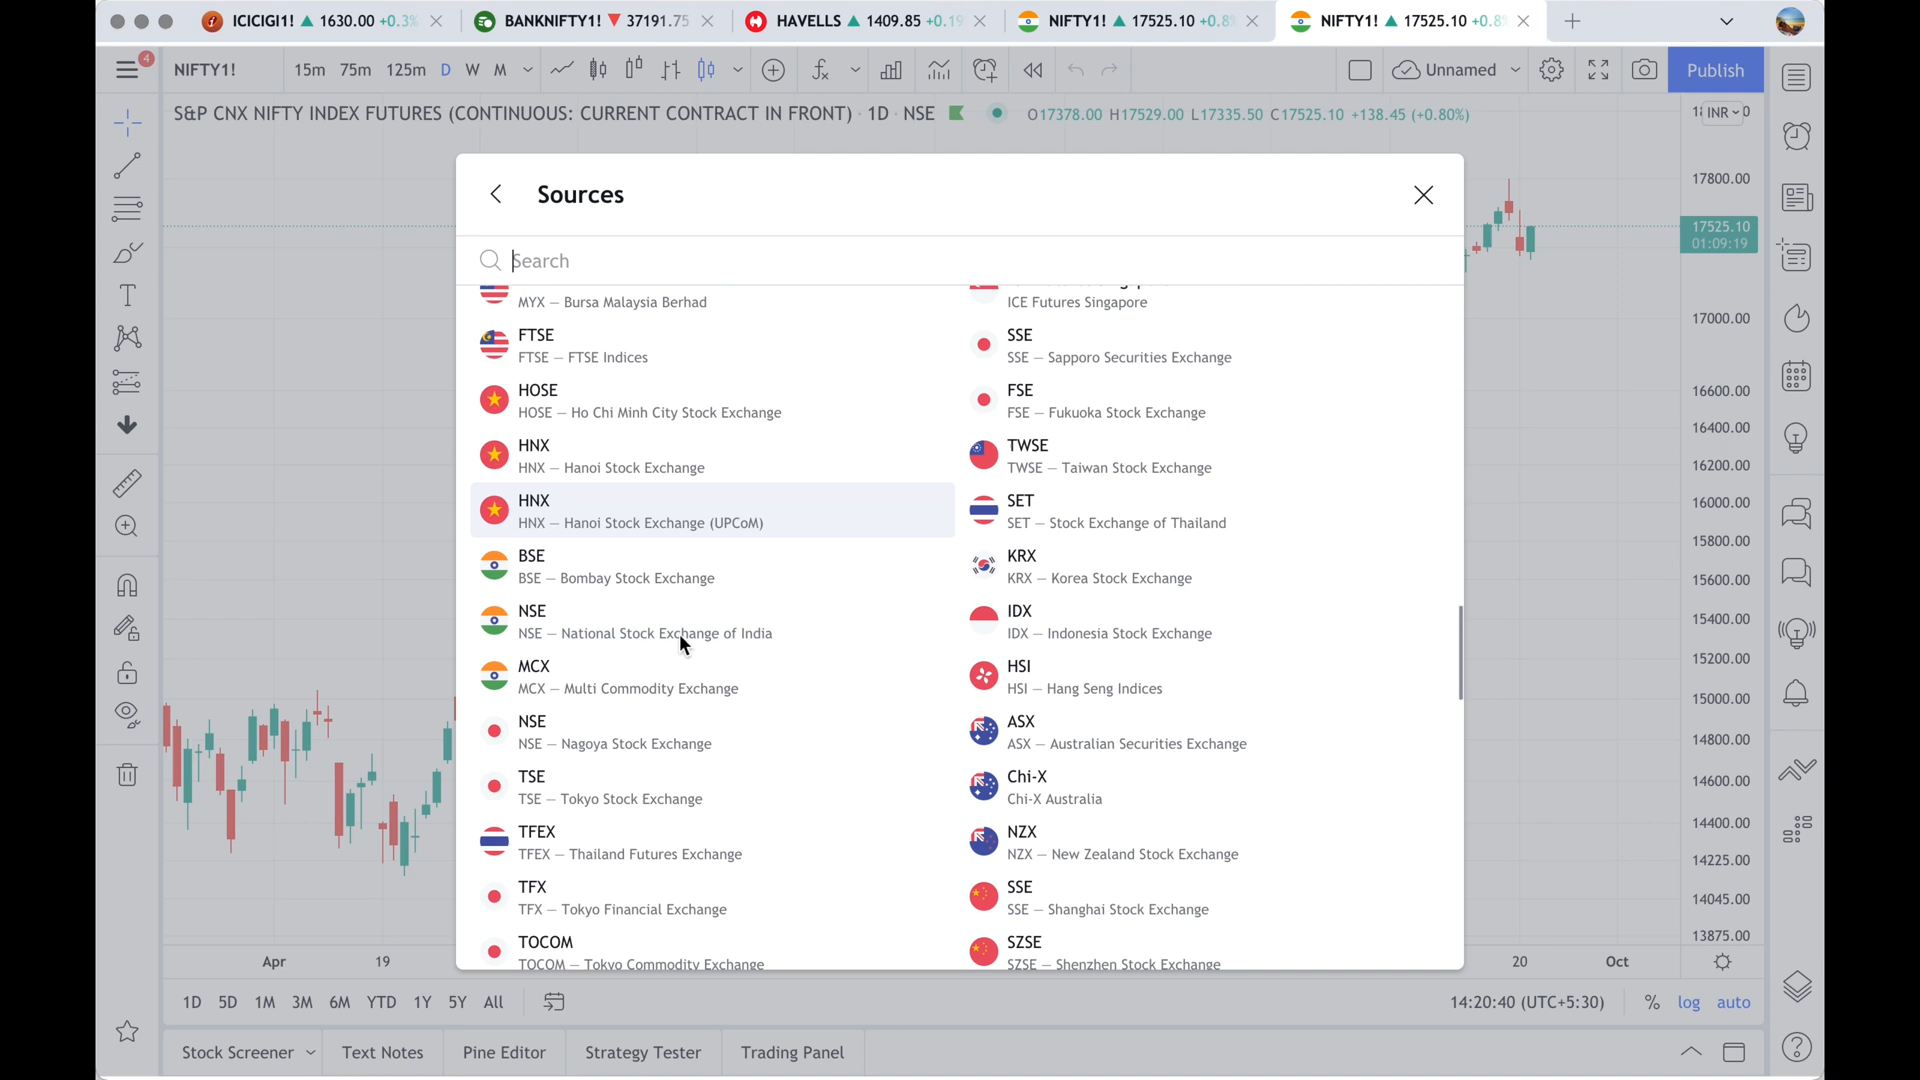 ICICIGI1! ▲ 1630.00 +0.3%
BANKNIFTY1! ▼ 37191.75
HAVELLS ▲ 1409.85 +0.19
NIFTY1! ▲ 17525.10 +0.8
NIFTY1! ▲ 17525.10 +0.8
4
NIFTY1!
15m 75m 125m D W M
Unnamed
Publish
S&P CNX NIFTY INDEX FUTURES (CONTINUOUS: CURRENT CONTRACT IN FRONT) · 1D · NSE
O17378.00 H17529.00 L17335.50 C17525.10 +138.45 (+0.80%)
INR
Sources
Search
MYX — Bursa Malaysia Berhad
ICE Futures Singapore
FTSE
FTSE — FTSE Indices
SSE
SSE — Sapporo Securities Exchange
HOSE
HOSE — Ho Chi Minh City Stock Exchange
FSE
FSE — Fukuoka Stock Exchange
HNX
HNX — Hanoi Stock Exchange
TWSE
TWSE — Taiwan Stock Exchange
HNX
HNX — Hanoi Stock Exchange (UPCoM)
SET
SET — Stock Exchange of Thailand
BSE
BSE — Bombay Stock Exchange
KRX
KRX — Korea Stock Exchange
NSE
NSE — National Stock Exchange of India
IDX
IDX — Indonesia Stock Exchange
MCX
MCX — Multi Commodity Exchange
HSI
HSI — Hang Seng Indices
NSE
NSE — Nagoya Stock Exchange
ASX
ASX — Australian Securities Exchange
TSE
TSE — Tokyo Stock Exchange
Chi-X
Chi-X Australia
TFEX
TFEX — Thailand Futures Exchange
NZX
NZX — New Zealand Stock Exchange
TFX
TFX — Tokyo Financial Exchange
SSE
SSE — Shanghai Stock Exchange
TOCOM
TOCOM — Tokyo Commodity Exchange
SZSE
SZSE — Shenzhen Stock Exchange
17800.00
17525.10
01:09:19
17000.00
16600.00
16400.00
16200.00
16000.00
15800.00
15600.00
15400.00
15200.00
15000.00
14800.00
14600.00
14400.00
14225.00
14045.00
13875.00
Apr 19 20 Oct
1D 5D 1M 3M 6M YTD 1Y 5Y All
14:20:40 (UTC+5:30) % log auto
Stock Screener Text Notes Pine Editor Strategy Tester Trading Panel